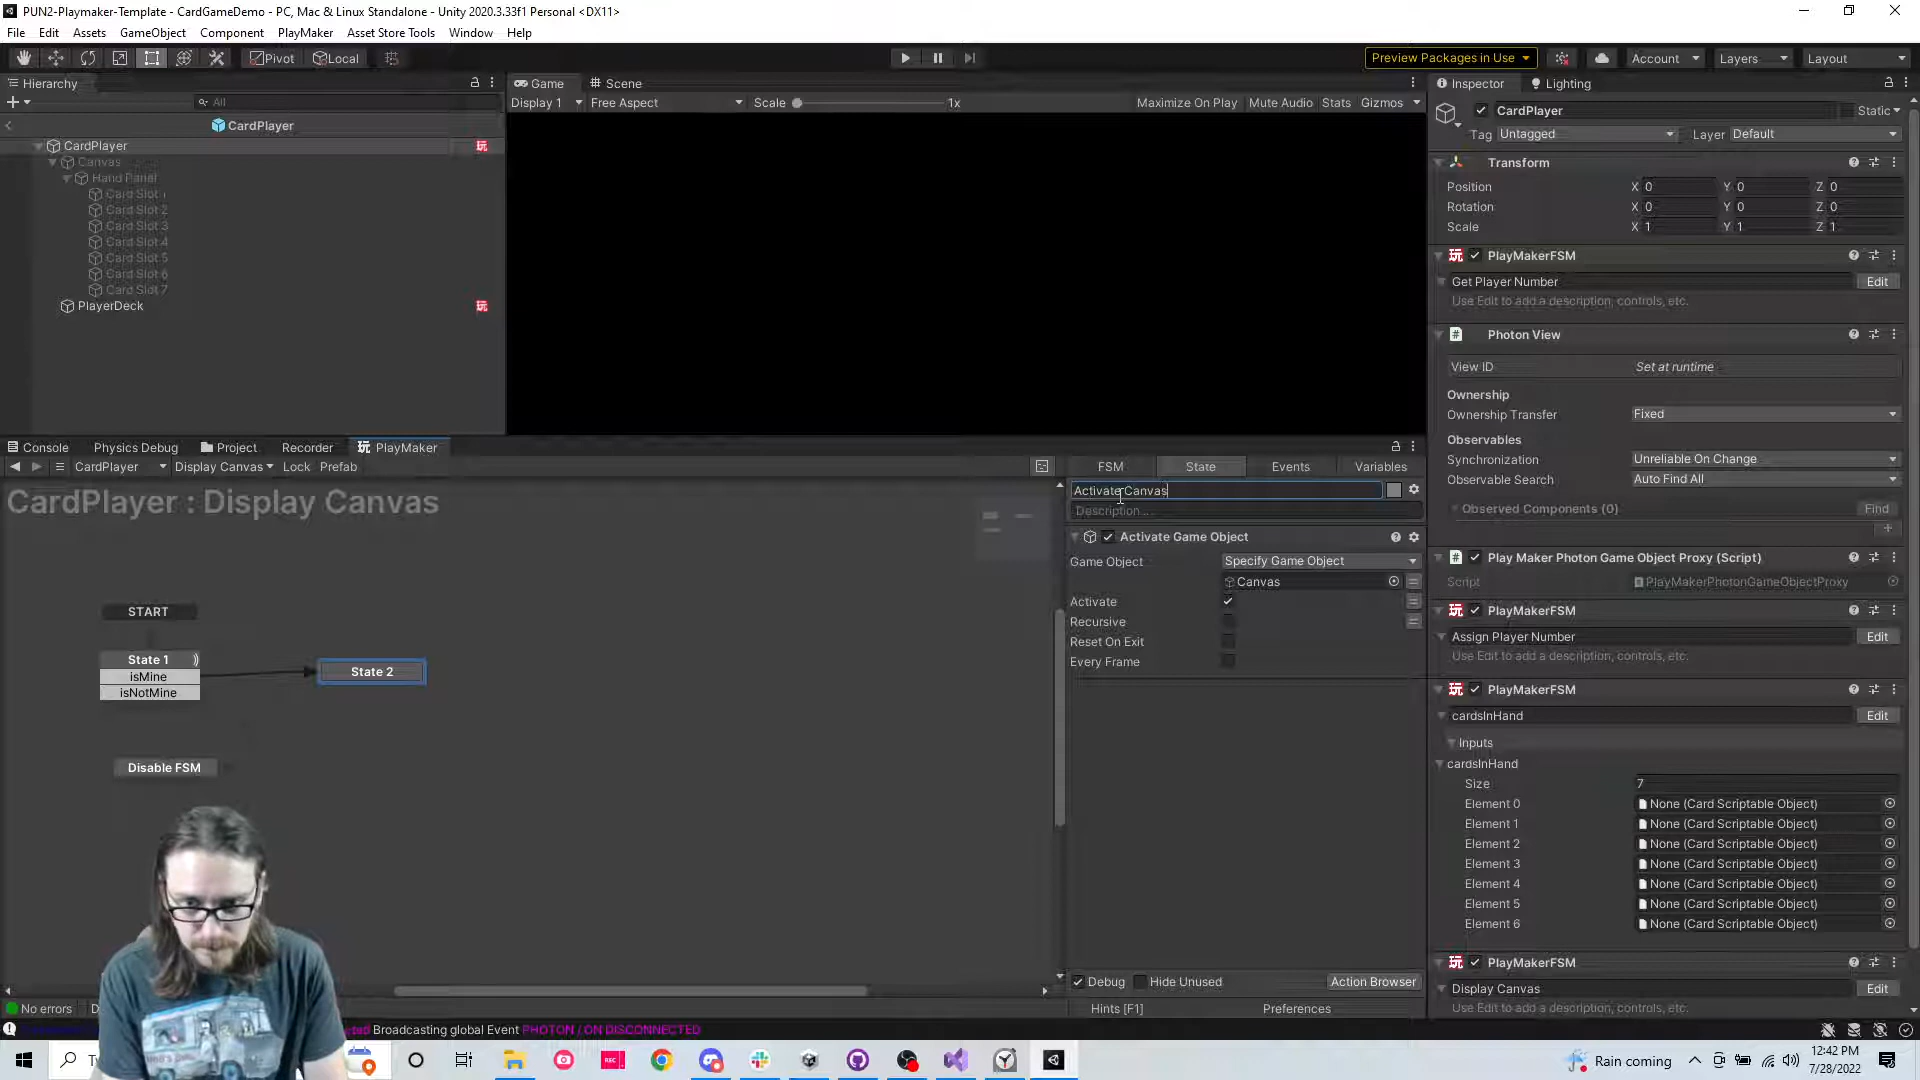 PUN2-Playmaker-Template - CardGameDemo - PC, Mac & Linux Standalone - Unity 2020.3.33f1 Personal <DX11>
File Edit Assets GameObject Component PlayMaker Asset Store Tools Window Help
Pivot Local Preview Packages in Use Account Layers Layout
Hierarchy Game Scene Inspector Lighting
All Display 1 Free Aspect Scale 1x Maximize On Play Mute Audio Stats Gizmos
CardPlayer Static
CardPlayer
Tag Untagged Layer Default
CardPlayer
Canvas
Hand Panel
Card Slot 1
Card Slot 2
Card Slot 3
Card Slot 4
Card Slot 5
Card Slot 6
Card Slot 7
PlayerDeck
Transform
Position X 0 Y 0 Z 0
Rotation X 0 Y 0 Z 0
Scale X 1 Y 1 Z 1
PlayMakerFSM
Get Player Number Edit
Use Edit to add a description, controls, etc.
Photon View
View ID Set at runtime
Ownership
Ownership Transfer Fixed
Observables
Synchronization Unreliable On Change
Observable Search Auto Find All
Observed Components (0) Find
Play Maker Photon Game Object Proxy (Script)
Script PlayMakerPhotonGameObjectProxy
PlayMakerFSM
Assign Player Number Edit
Use Edit to add a description, controls, etc.
PlayMakerFSM
cardsInHand Edit
Inputs
cardsInHand
Size 7
Element 0 None (Card Scriptable Object)
Element 1 None (Card Scriptable Object)
Element 2 None (Card Scriptable Object)
Element 3 None (Card Scriptable Object)
Element 4 None (Card Scriptable Object)
Element 5 None (Card Scriptable Object)
Element 6 None (Card Scriptable Object)
PlayMakerFSM
Display Canvas Edit
Use Edit to add a description, controls, etc.
Console Physics Debug Project Recorder PlayMaker
CardPlayer Display Canvas Lock Prefab
CardPlayer : Display Canvas
START
State 1
isMine
isNotMine
State 2
Disable FSM
FSM State Events Variables
Activate Canvas
Description...
Activate Game Object
Game Object Specify Game Object
Canvas
Activate
Recursive
Reset On Exit
Every Frame
Debug Hide Unused Action Browser
No errors Hints [F1] Preferences
Broadcasting global Event PHOTON / ON DISCONNECTED
REC
Rain coming
12:42 PM
7/28/2022